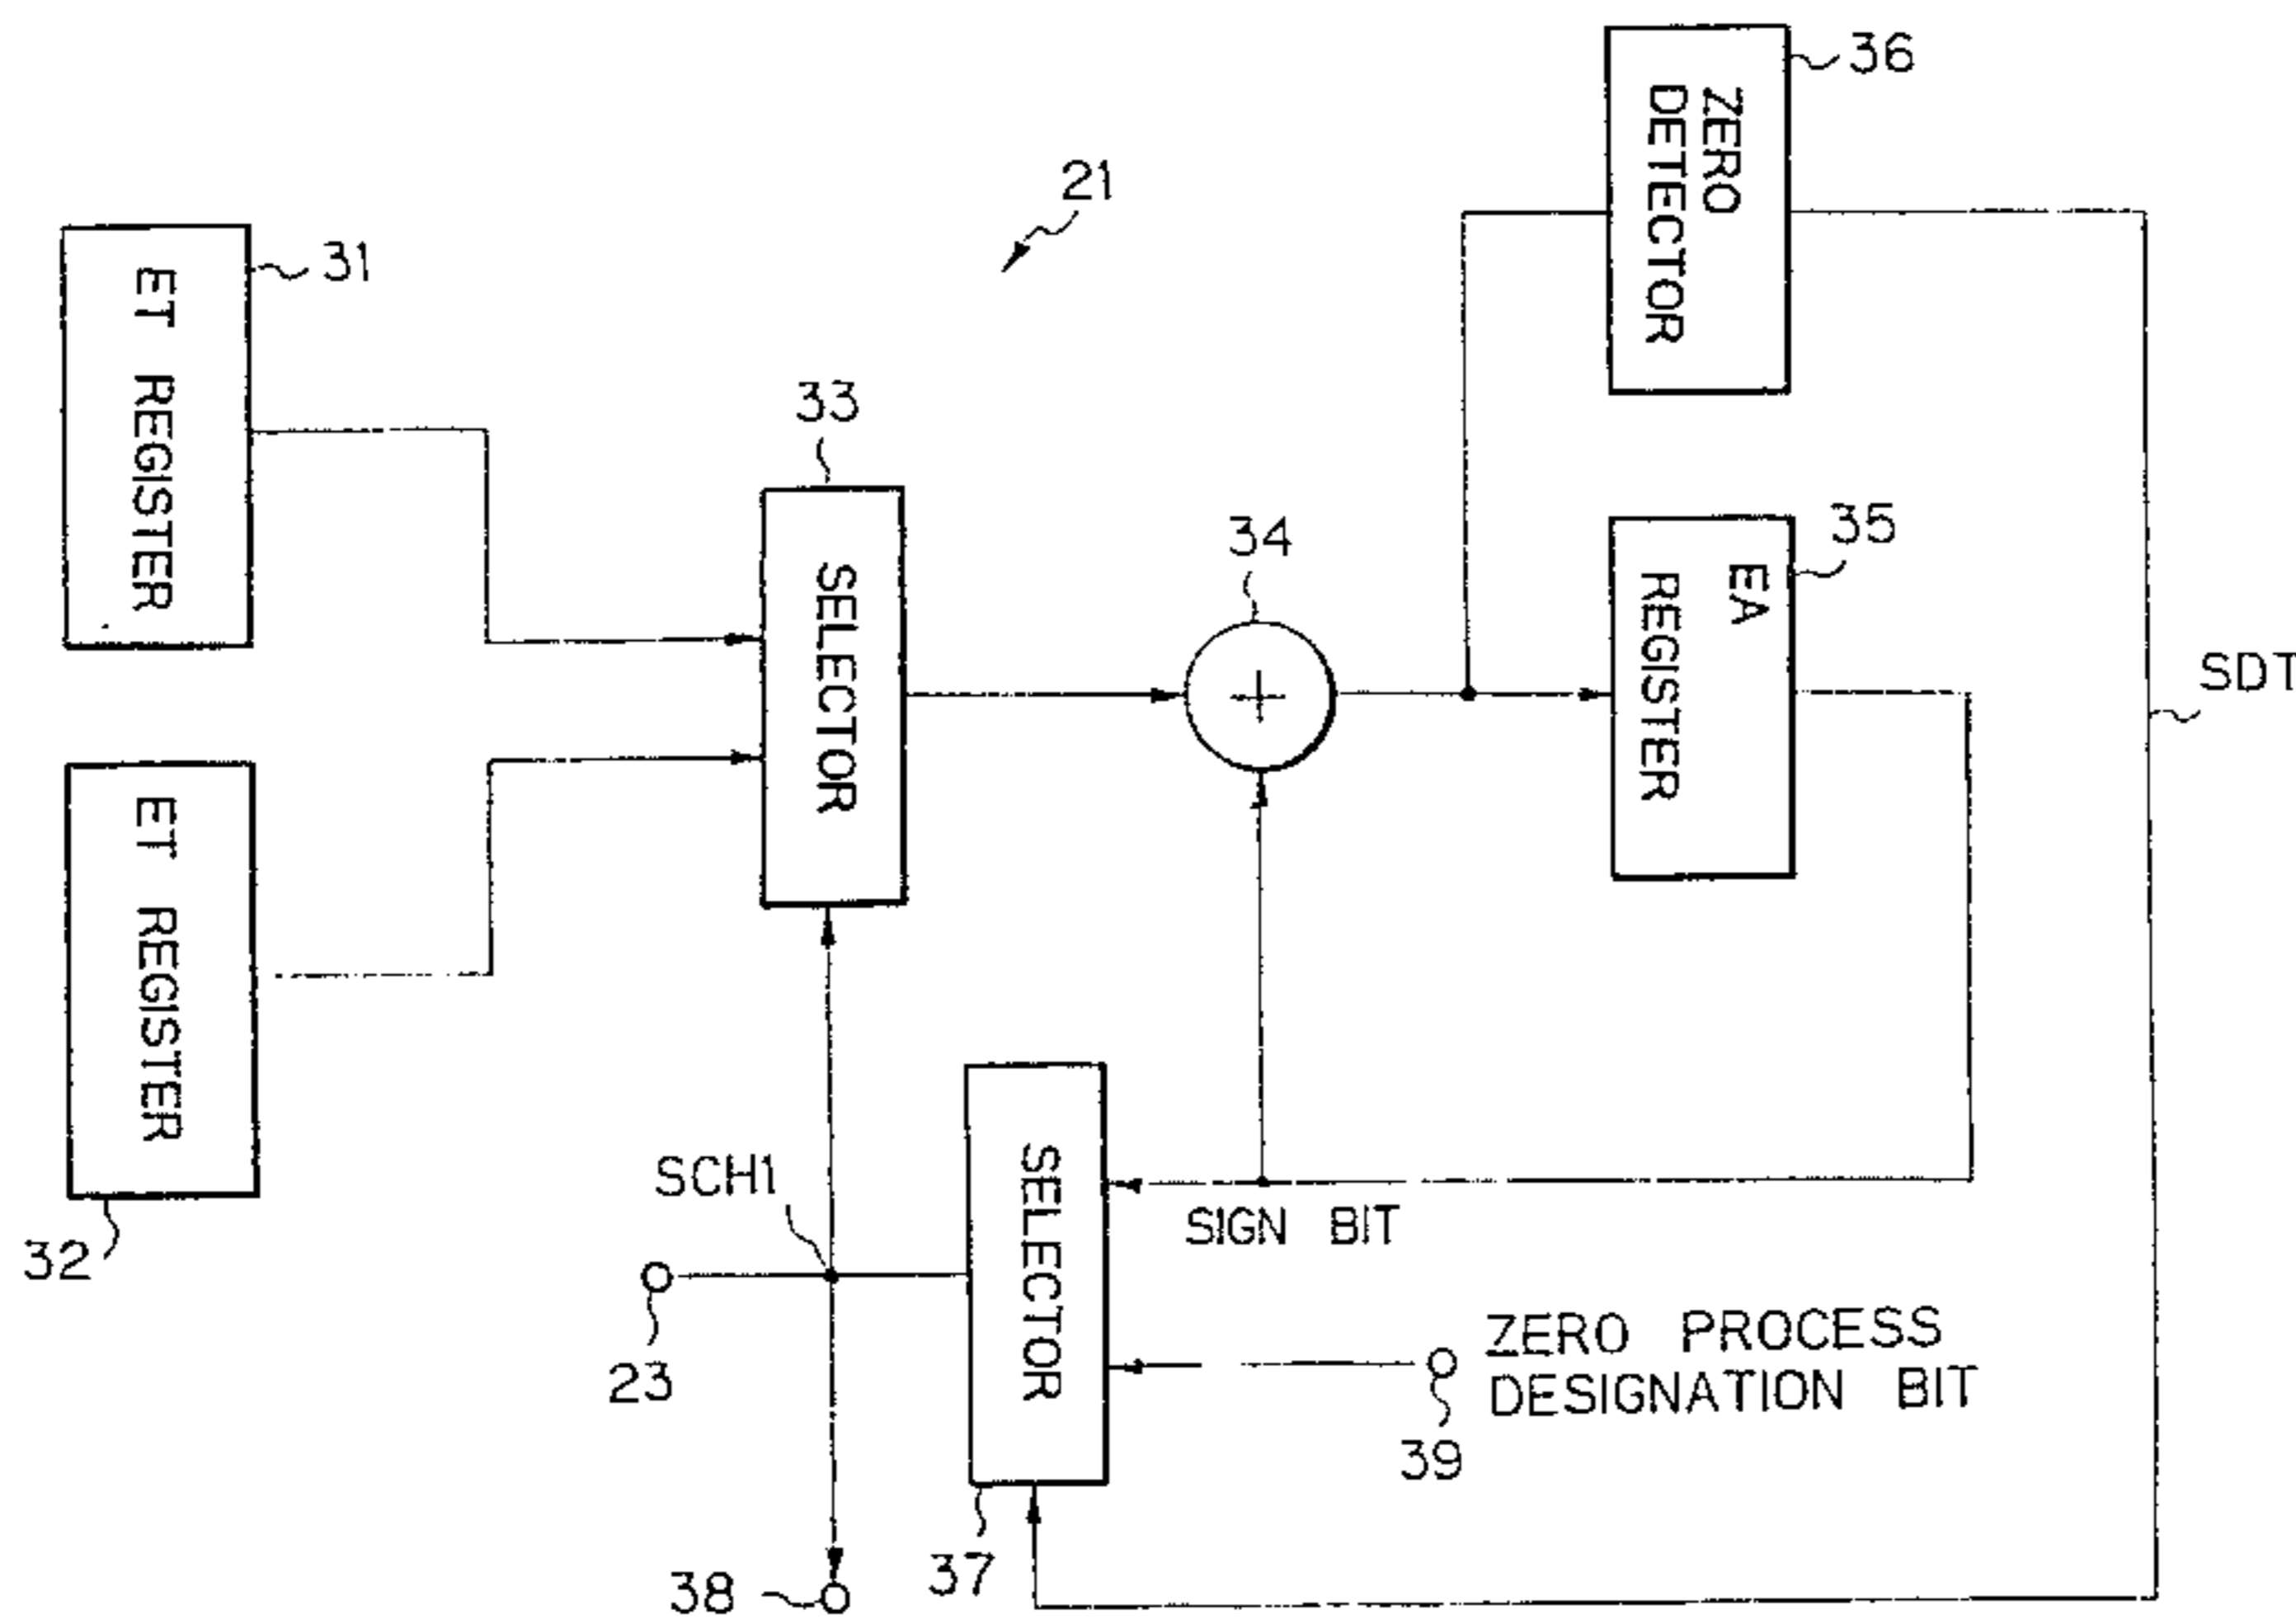 36
ZERO
DETECTOR
21
31
ET REGISTER
33
SELECTOR
34
35
EA
REGISTER
SDT
ET REGISTER
32
SCH1
SELECTOR
SIGN BIT
23
ZERO PROCESS
DESIGNATION BIT
39
37
38